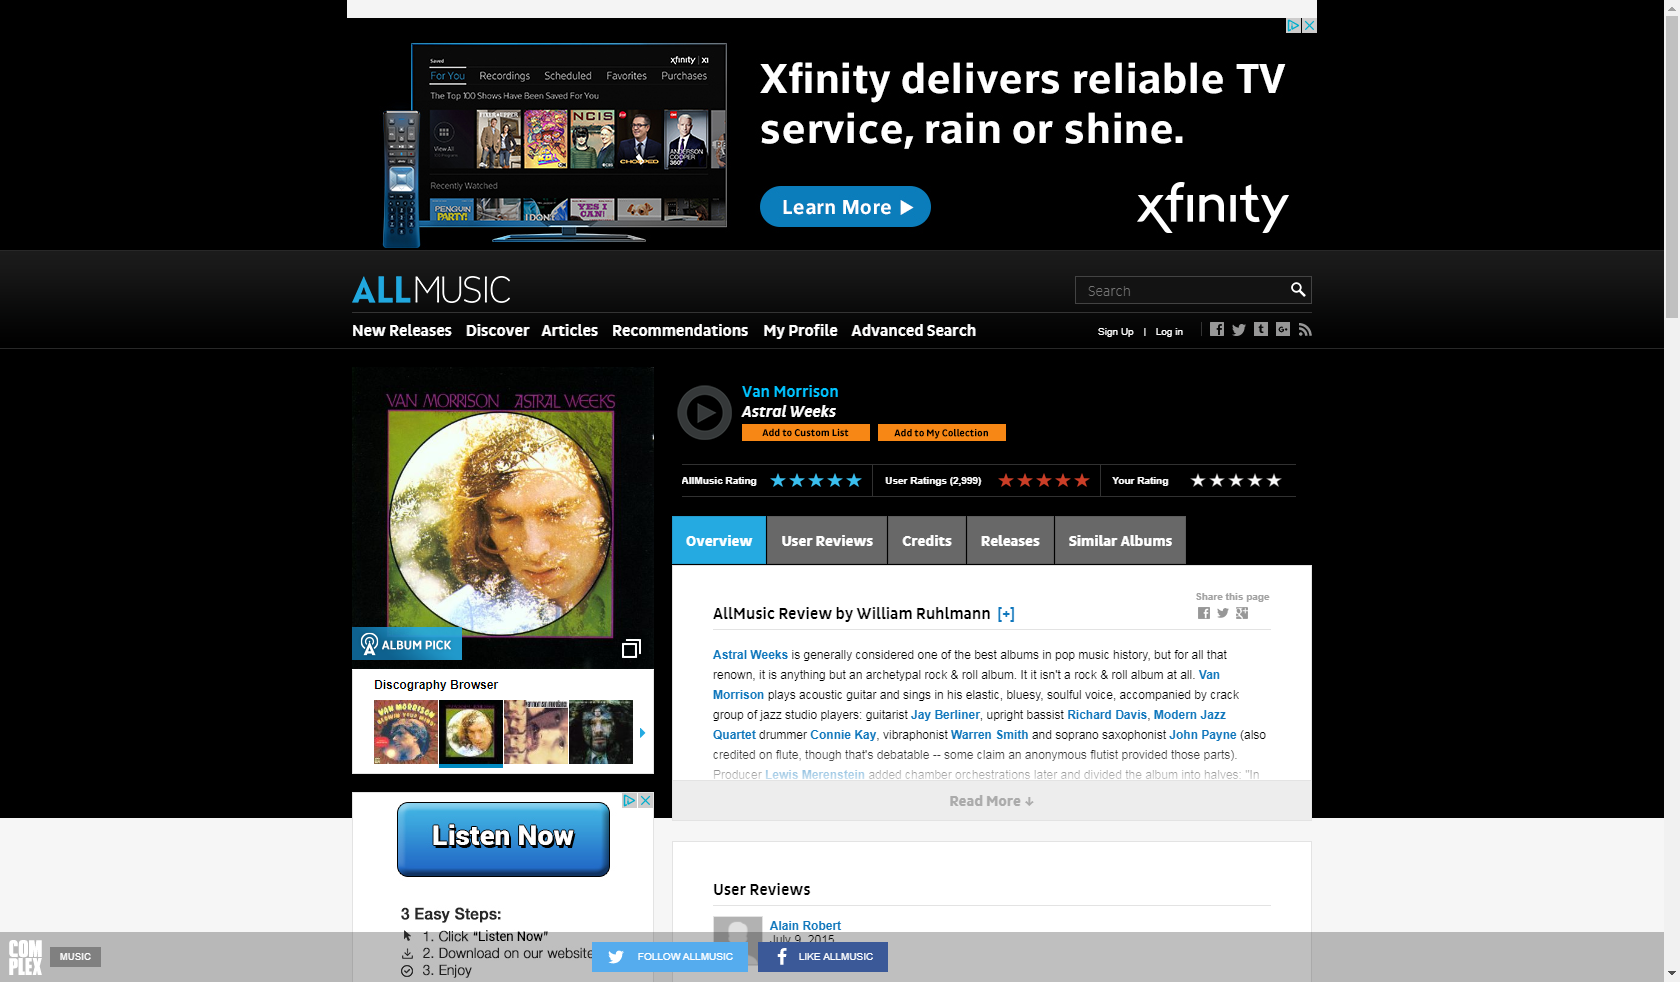 Xfinity delivers reliable TV
service, rain or shine.
Learn More
xfinity
Saved
xfinity | X1
For You Recordings Scheduled Favorites Purchases
The Top 100 Shows Have Been Saved For You
View All
FIXER UPPER
NCIS
CHOPPED
ANDERSON
COOPER
360°
Recently Watched
PENGUIN
PARTY!
I DON'T
YES I
CAN!
ALLMUSIC
Search
New Releases Discover Articles Recommendations My Profile Advanced Search
Sign Up | Log in
VAN MORRISON ASTRAL WEEKS
ALBUM PICK
Van Morrison
Astral Weeks
Add to Custom List
Add to My Collection
AllMusic Rating
User Ratings (2,999)
Your Rating
Overview
User Reviews
Credits
Releases
Similar Albums
Share this page
AllMusic Review by William Ruhlmann [+]
Astral Weeks is generally considered one of the best albums in pop music history, but for all that
renown, it is anything but an archetypal rock & roll album. It it isn't a rock & roll album at all. Van
Morrison plays acoustic guitar and sings in his elastic, bluesy, soulful voice, accompanied by crack
group of jazz studio players: guitarist Jay Berliner, upright bassist Richard Davis, Modern Jazz
Quartet drummer Connie Kay, vibraphonist Warren Smith and soprano saxophonist John Payne (also
credited on flute, though that's debatable -- some claim an anonymous flutist provided those parts).
Producer Lewis Merenstein added chamber orchestrations later and divided the album into halves: "In
Read More
Discography Browser
VAN MORRISON
Listen Now
3 Easy Steps:
1. Click "Listen Now"
2. Download on our website
3. Enjoy
User Reviews
Alain Robert
July 9, 2015
COM
PLEX
MUSIC
FOLLOW ALLMUSIC
LIKE ALLMUSIC